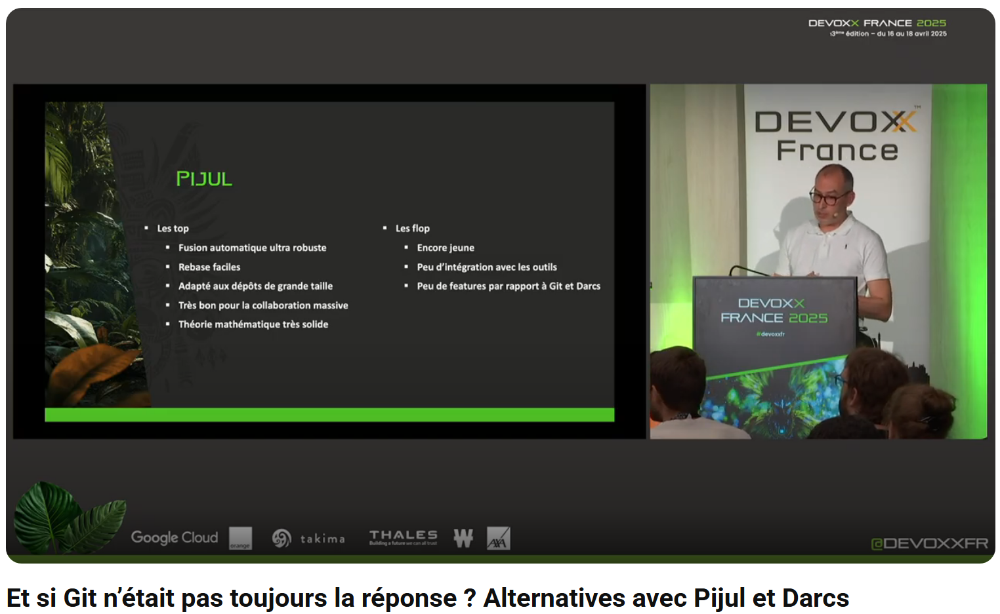 DEVOXX FRANCE 2025
13ème édition – du 16 au 18 avril 2025
PIJUL
Les top
Fusion automatique ultra robuste
Rebase faciles
Adapté aux dépôts de grande taille
Très bon pour la collaboration massive
Théorie mathématique très solide
Les flop
Encore jeune
Peu d'intégration avec les outils
Peu de features par rapport à Git et Darcs
DEVOXX™
France
DEVOXX
FRANCE 2025
#devoxxfr
Google Cloud
orange
takima
THALES
Building a future we can all trust
W
AXA
@DEVOXXFR
Et si Git n’était pas toujours la réponse ? Alternatives avec Pijul et Darcs